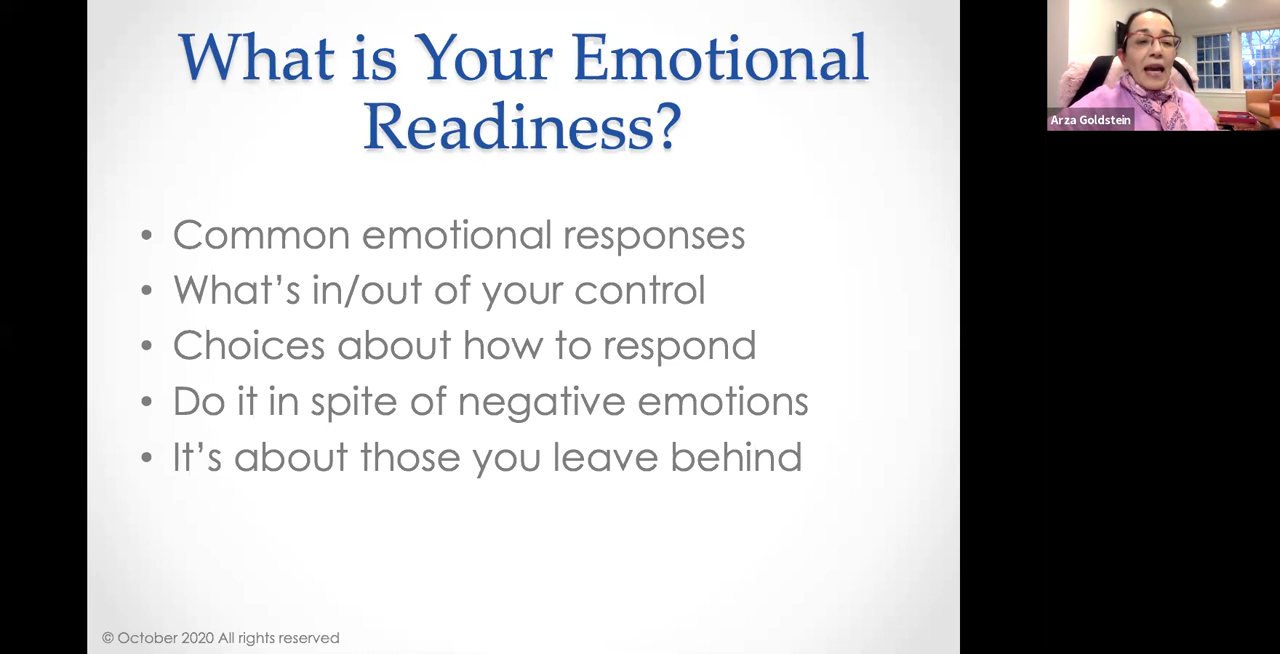 What is Your Emotional
Readiness?
• Common emotional responses
• What’s in/out of your control
• Choices about how to respond
• Do it in spite of negative emotions
• It’s about those you leave behind
© October 2020 All rights reserved
Arza Goldstein